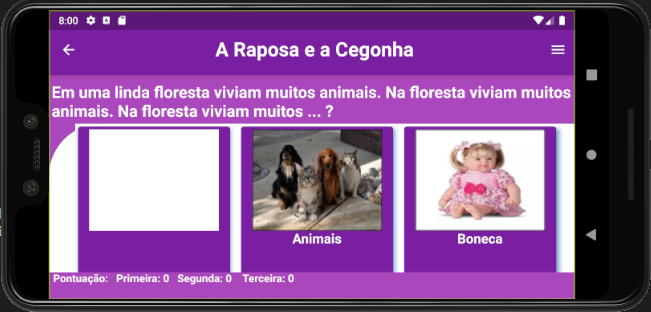 8:00
A Raposa e a Cegonha
Em uma linda floresta viviam muitos animais. Na floresta viviam muitos
animais. Na floresta viviam muitos ... ?
Animais
Boneca
Pontuação: Primeira: 0 Segunda: 0 Terceira: 0